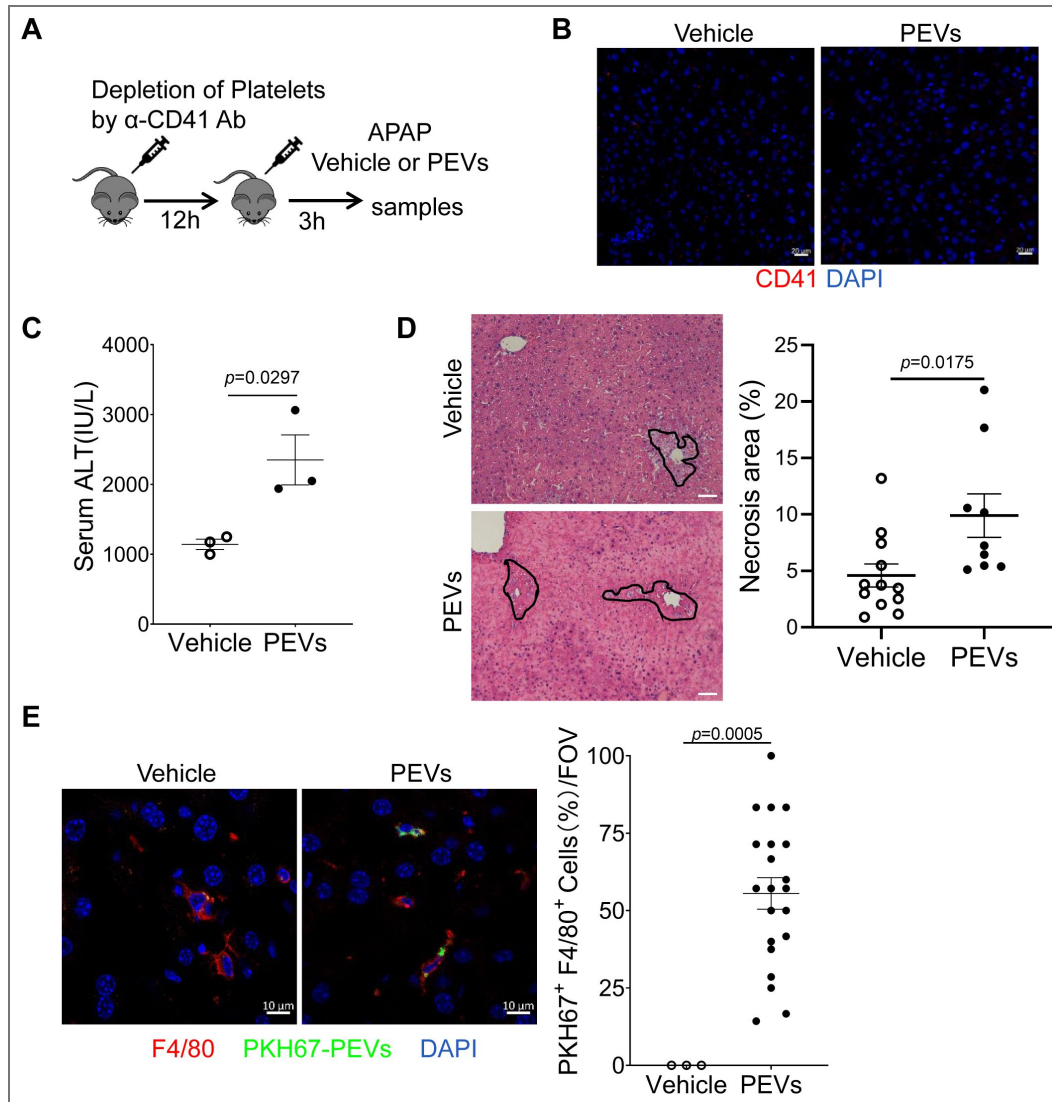 A
Depletion of Platelets
by α-CD41 Ab
APAP
Vehicle or PEVs
12h
3h
samples
B
Vehicle
PEVs
20 µm
20 µm
CD41 DAPI
C
Serum ALT(IU/L)
4000
3000
2000
1000
0
p=0.0297
Vehicle PEVs
D
Vehicle
PEVs
Necrosis area (%)
25
20
15
10
5
0
p=0.0175
Vehicle PEVs
E
Vehicle
PEVs
10 µm
10 µm
F4/80 PKH67-PEVs DAPI
PKH67⁺ F4/80⁺ Cells(%)/FOV
100
75
50
25
0
p=0.0005
Vehicle PEVs